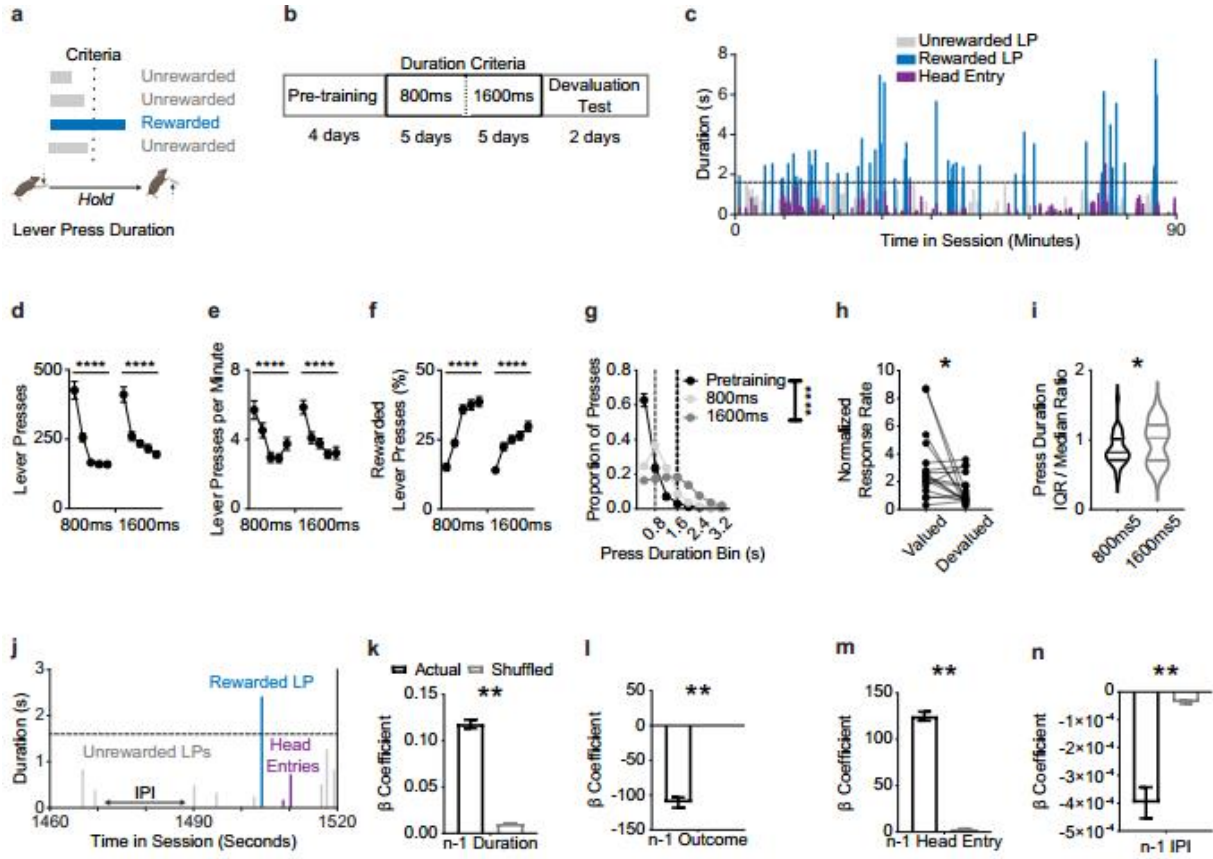 a
Criteria
Unrewarded
Unrewarded
Rewarded
Unrewarded
Hold
Lever Press Duration
b
Duration Criteria
Pre-training
800ms
1600ms
Devaluation
Test
4 days
5 days
5 days
2 days
c
Unrewarded LP
Rewarded LP
Head Entry
Duration (s)
8
6
4
2
0
0
90
Time in Session (Minutes)
d
Lever Presses
500
250
0
****
****
800ms 1600ms
e
Lever Presses per Minute
8
4
0
****
****
800ms 1600ms
f
Rewarded
Lever Presses (%)
50
25
0
****
****
800ms 1600ms
g
Proportion of Presses
0.8
0.6
0.4
0.2
0.0
Pretraining
800ms
1600ms
****
0.8
1.6
2.4
3.2
Press Duration Bin (s)
h
Normalized
Response Rate
10
8
6
4
2
0
*
Valued
Devalued
i
Press Duration
IQR / Median Ratio
2
1
0
*
800ms5
1600ms5
j
Duration (s)
3
2
1
0
Rewarded LP
Unrewarded LPs
Head
Entries
IPI
1460
1490
1520
Time in Session (Seconds)
k
Actual
Shuffled
β Coefficient
0.15
0.10
0.05
0.00
**
n-1 Duration
l
β Coefficient
50
0
-50
-100
-150
**
n-1 Outcome
m
β Coefficient
150
100
50
0
**
n-1 Head Entry
n
β Coefficient
0
-1×10⁻⁴
-2×10⁻⁴
-3×10⁻⁴
-4×10⁻⁴
-5×10⁻⁴
**
n-1 IPI